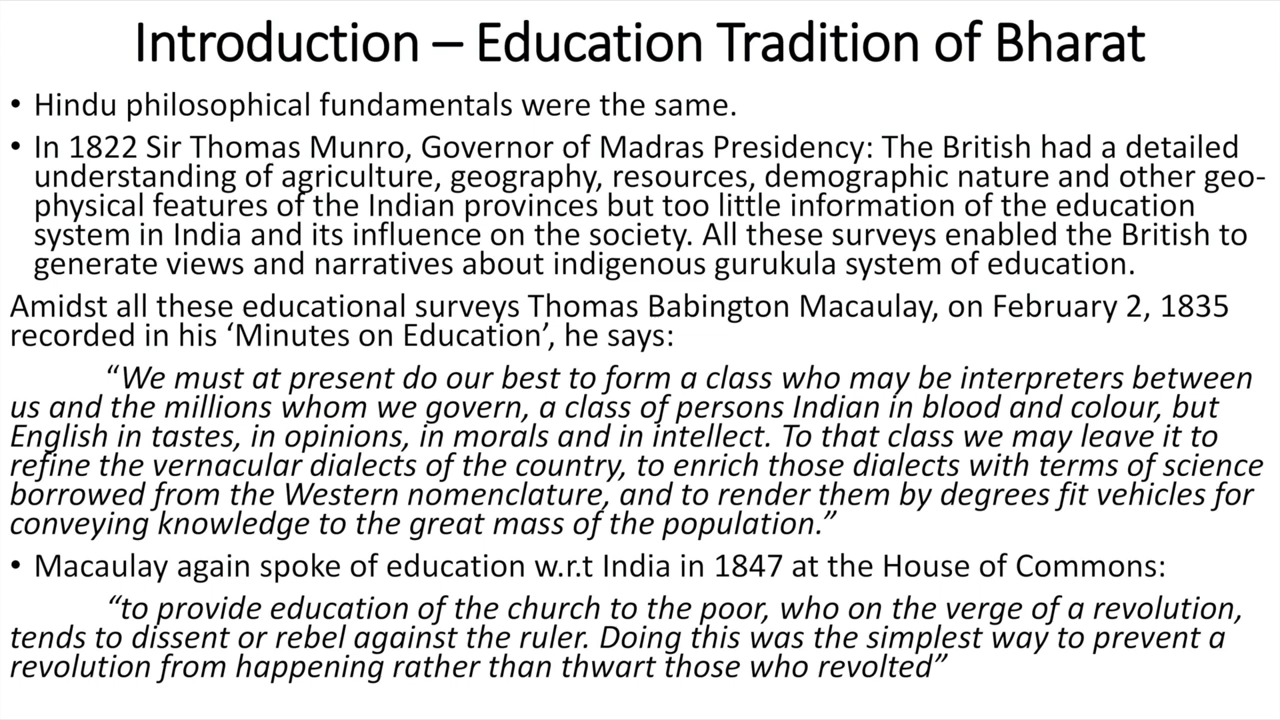 Introduction – Education Tradition of Bharat
• Hindu philosophical fundamentals were the same.
• In 1822 Sir Thomas Munro, Governor of Madras Presidency: The British had a detailed
understanding of agriculture, geography, resources, demographic nature and other geo-
physical features of the Indian provinces but too little information of the education
system in India and its influence on the society. All these surveys enabled the British to
generate views and narratives about indigenous gurukula system of education.
Amidst all these educational surveys Thomas Babington Macaulay, on February 2, 1835
recorded in his ‘Minutes on Education’, he says:
“We must at present do our best to form a class who may be interpreters between
us and the millions whom we govern, a class of persons Indian in blood and colour, but
English in tastes, in opinions, in morals and in intellect. To that class we may leave it to
refine the vernacular dialects of the country, to enrich those dialects with terms of science
borrowed from the Western nomenclature, and to render them by degrees fit vehicles for
conveying knowledge to the great mass of the population.”
• Macaulay again spoke of education w.r.t India in 1847 at the House of Commons:
“to provide education of the church to the poor, who on the verge of a revolution,
tends to dissent or rebel against the ruler. Doing this was the simplest way to prevent a
revolution from happening rather than thwart those who revolted”